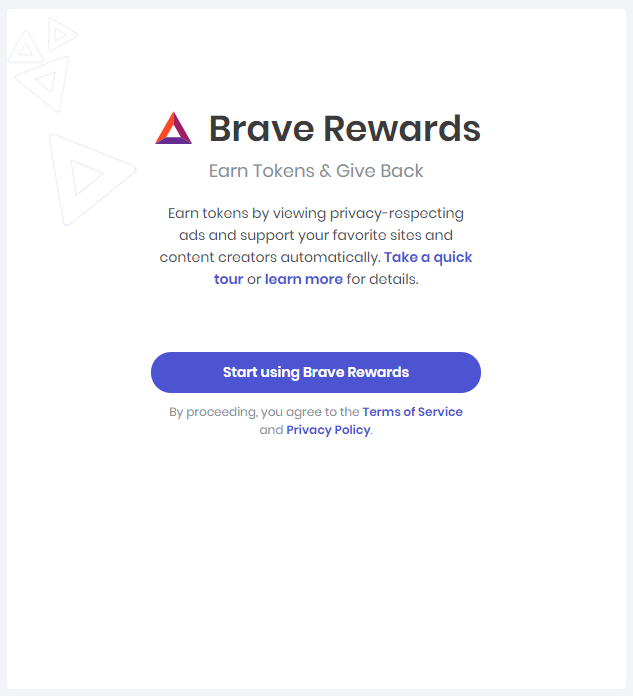 Brave Rewards
Earn Tokens & Give Back
Earn tokens by viewing privacy-respecting
ads and support your favorite sites and
content creators automatically. Take a quick
tour or learn more for details.
Start using Brave Rewards
By proceeding, you agree to the Terms of Service
and Privacy Policy.